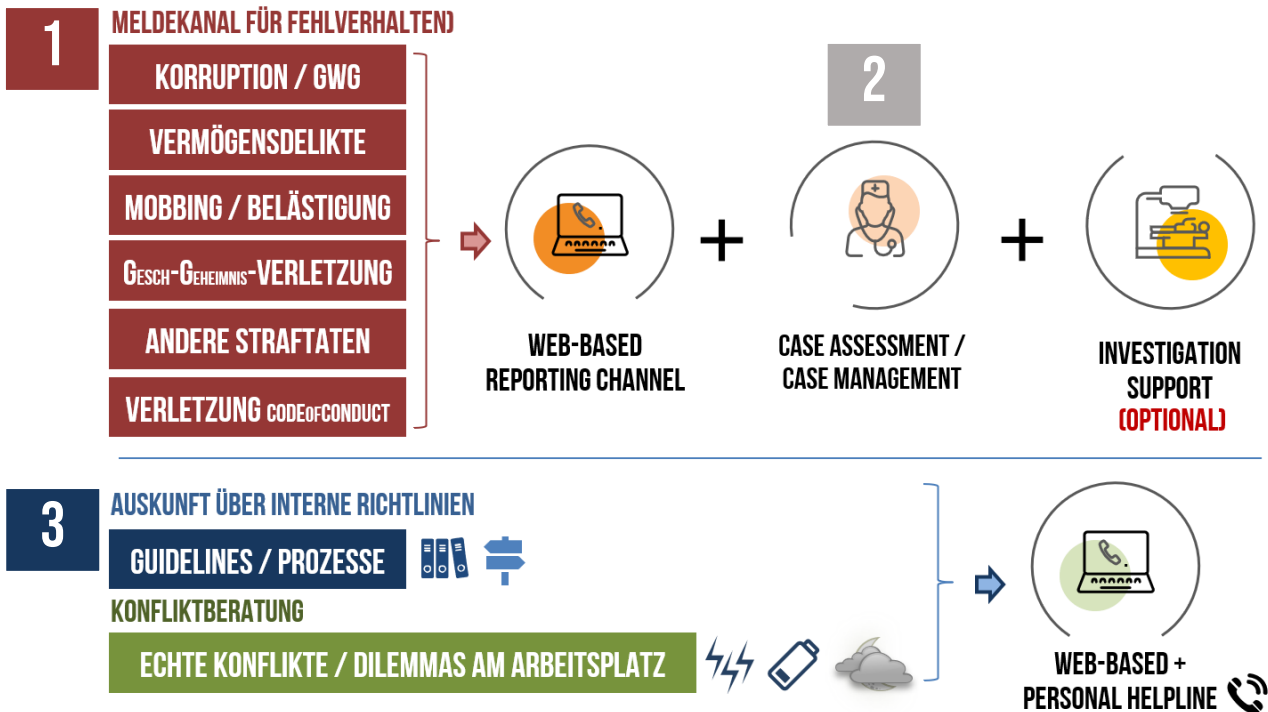 1
MELDEKANAL FÜR FEHLVERHALTEN)
KORRUPTION / GWG
VERMÖGENSDELIKTE
MOBBING / BELÄSTIGUNG
GESCH-GEHEIMNIS-VERLETZUNG
ANDERE STRAFTATEN
VERLETZUNG CODEOFCONDUCT
WEB-BASED
REPORTING CHANNEL
+
2
CASE ASSESSMENT /
CASE MANAGEMENT
+
INVESTIGATION
SUPPORT
(OPTIONAL)
3
AUSKUNFT ÜBER INTERNE RICHTLINIEN
GUIDELINES / PROZESSE
KONFLIKTBERATUNG
ECHTE KONFLIKTE / DILEMMAS AM ARBEITSPLATZ
WEB-BASED +
PERSONAL HELPLINE